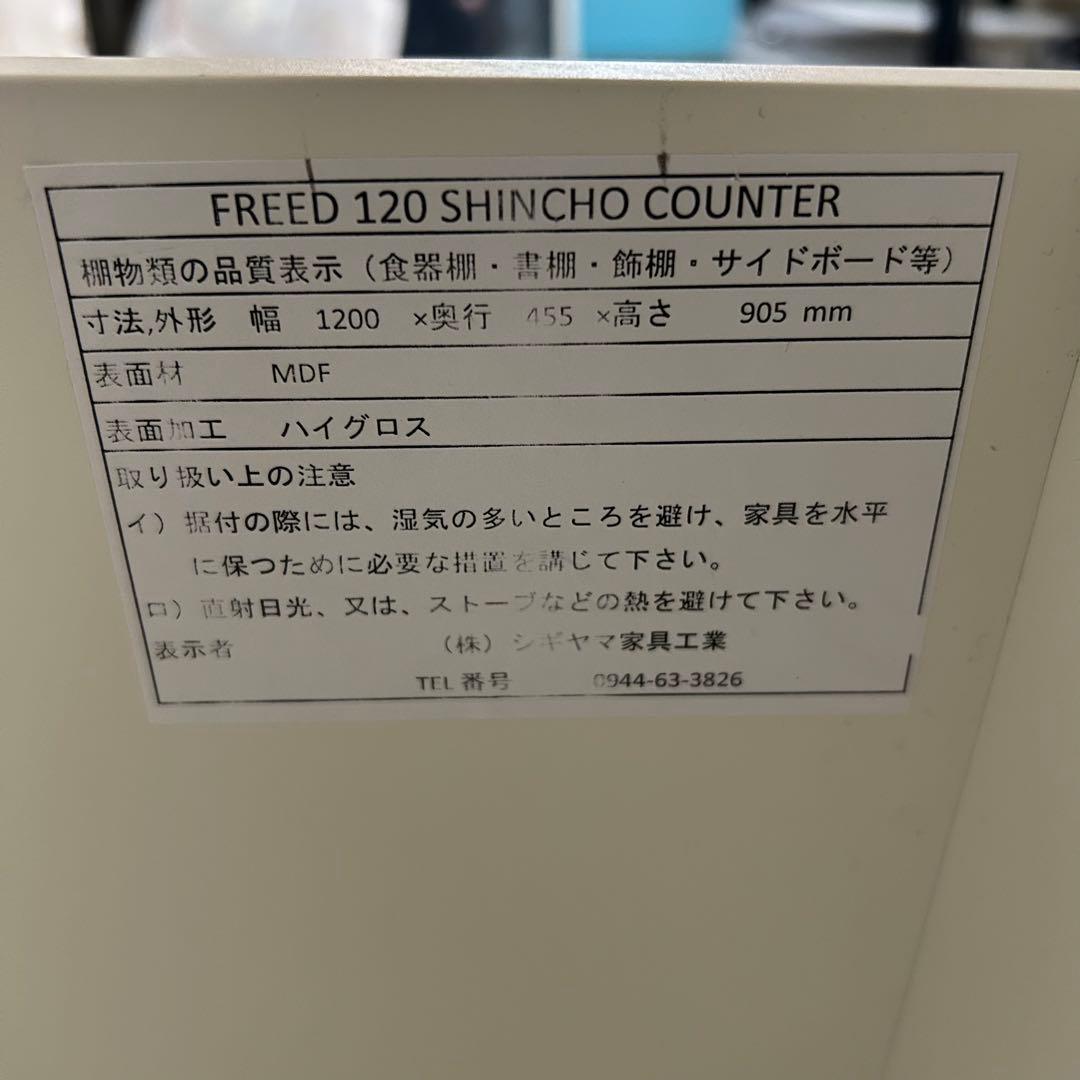 FREED 120 SHINCHO COUNTER
棚物類の品質表示（食器棚・書棚・飾棚・サイドボード等）
寸法,外形 幅 1200 ×奥行 455 ×高さ 905 mm
表面材 MDF
表面加工 ハイグロス
取り扱い上の注意
イ）据付の際には、湿気の多いところを避け、家具を水平
に保つために必要な措置を講じて下さい。
ロ）直射日光、又は、ストーブなどの熱を避けて下さい。
表示者 （株）シギヤマ家具工業
TEL番号 0944-63-3826